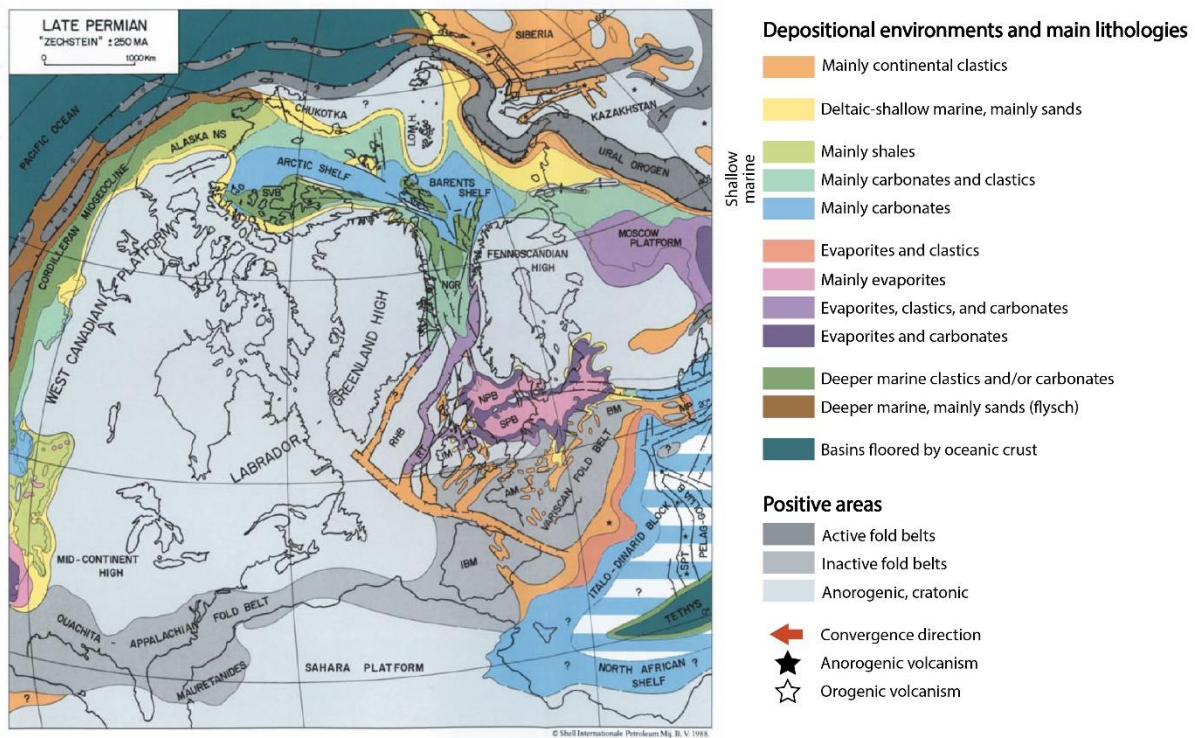 LATE PERMIAN
"ZECHSTEIN" ±250 MA
0 1000 Km
PACIFIC OCEAN
CORDILLERAN MIDGEOCLINE
ALASKA NS
CHUKOTKA
?
LOM. H.
SIBERIA
KAZAKHSTAN
URAL OROGEN
ARCTIC SHELF
SVB
BARENTS
SHELF
WEST CANADIAN PLATFORM
GREENLAND HIGH
NGR
FENNOSCANDIAN
HIGH
MOSCOW
PLATFORM
LABRADOR
RHB
RT
NPB
SPB
IM
BM
MP
AM
VARISCAN FOLD BELT
IBM
MID-CONTINENT
HIGH
OUACHITA - APPALACHIAN FOLD BELT
MAURETANIDES
SAHARA PLATFORM
ITALO-DINARID BLOCK
SPT
TETHYS
?
?
?
NORTH AFRICAN ?
SHELF
?
© Shell Internationale Petroleum Mij. B. V. 1988.
Depositional environments and main lithologies
Mainly continental clastics
Deltaic-shallow marine, mainly sands
Shallow
marine
Mainly shales
Mainly carbonates and clastics
Mainly carbonates
Evaporites and clastics
Mainly evaporites
Evaporites, clastics, and carbonates
Evaporites and carbonates
Deeper marine clastics and/or carbonates
Deeper marine, mainly sands (flysch)
Basins floored by oceanic crust
Positive areas
Active fold belts
Inactive fold belts
Anorogenic, cratonic
Convergence direction
Anorogenic volcanism
Orogenic volcanism